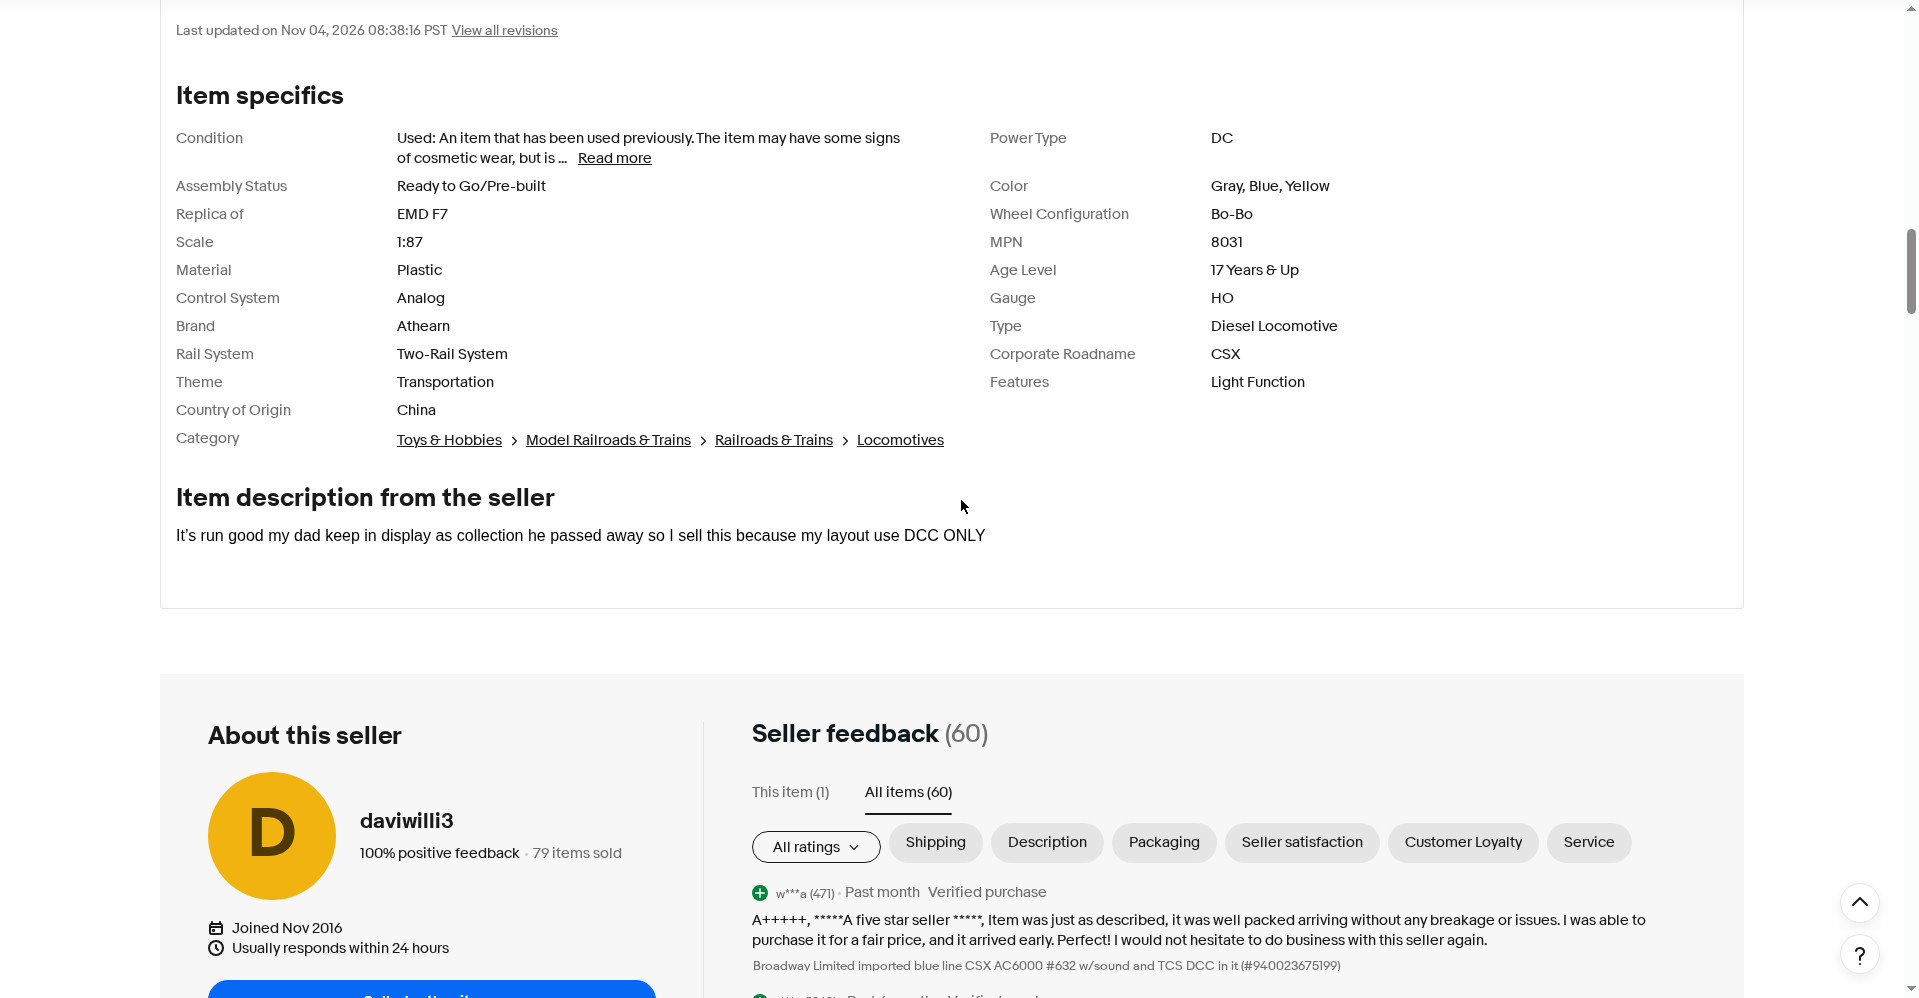 Last updated on Nov 04, 2026 08:38:16 PST View all revisions
Item specifics
Condition
Used: An item that has been used previously. The item may have some signs
of cosmetic wear, but is ... Read more
Power Type
DC
Assembly Status
Ready to Go/Pre-built
Color
Gray, Blue, Yellow
Replica of
EMD F7
Wheel Configuration
Bo-Bo
Scale
1:87
MPN
8031
Material
Plastic
Age Level
17 Years & Up
Control System
Analog
Gauge
HO
Brand
Athearn
Type
Diesel Locomotive
Rail System
Two-Rail System
Corporate Roadname
CSX
Theme
Transportation
Features
Light Function
Country of Origin
China
Category
Toys & Hobbies > Model Railroads & Trains > Railroads & Trains > Locomotives
Item description from the seller
It’s run good my dad keep in display as collection he passed away so I sell this because my layout use DCC ONLY
About this seller
D
daviwilli3
100% positive feedback · 79 items sold
Joined Nov 2016
Usually responds within 24 hours
Seller feedback (60)
This item (1)
All items (60)
All ratings
Shipping
Description
Packaging
Seller satisfaction
Customer Loyalty
Service
w***a (471) · Past month Verified purchase
A+++++, *****A five star seller *****, Item was just as described, it was well packed arriving without any breakage or issues. I was able to
purchase it for a fair price, and it arrived early. Perfect! I would not hesitate to do business with this seller again.
Broadway Limited imported blue line CSX AC6000 #632 w/sound and TCS DCC in it (#940023675199)
?